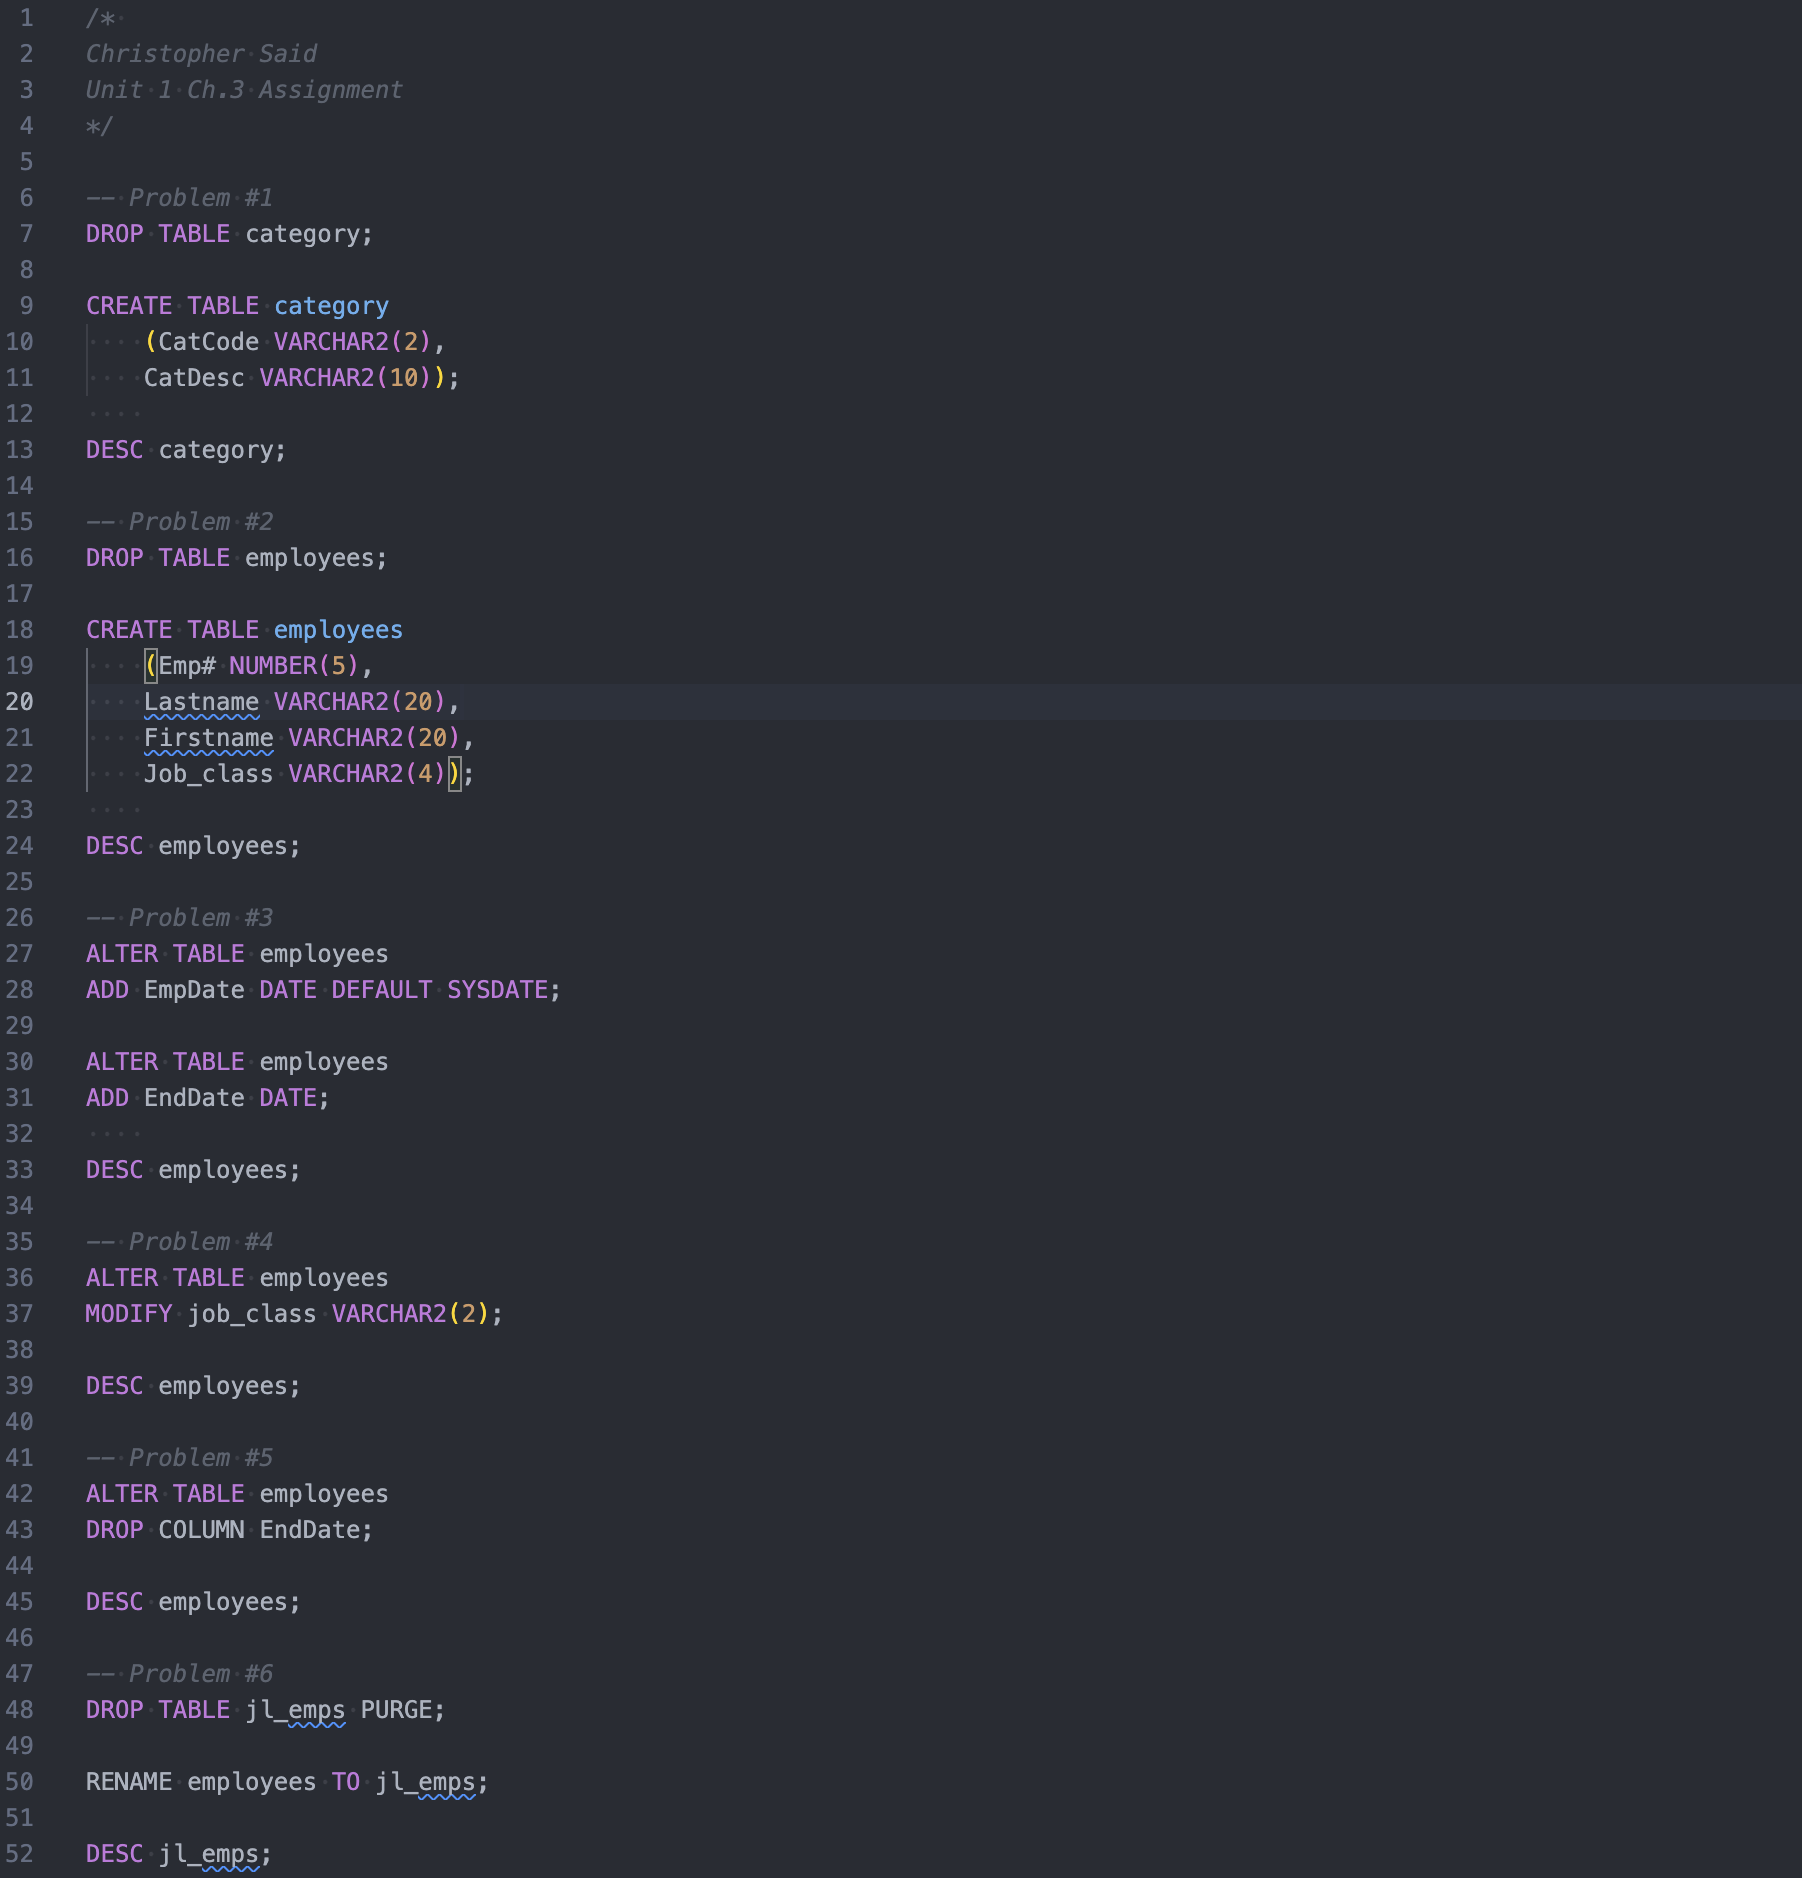 1 /*
2 Christopher Said
3 Unit 1 Ch.3 Assignment
4 */
5
6 -- Problem #1
7 DROP TABLE category;
8
9 CREATE TABLE category
10 (CatCode VARCHAR2(2),
11 CatDesc VARCHAR2(10));
12
13 DESC category;
14
15 -- Problem #2
16 DROP TABLE employees;
17
18 CREATE TABLE employees
19 (Emp# NUMBER(5),
20 Lastname VARCHAR2(20),
21 Firstname VARCHAR2(20),
22 Job_class VARCHAR2(4));
23
24 DESC employees;
25
26 -- Problem #3
27 ALTER TABLE employees
28 ADD EmpDate DATE DEFAULT SYSDATE;
29
30 ALTER TABLE employees
31 ADD EndDate DATE;
32
33 DESC employees;
34
35 -- Problem #4
36 ALTER TABLE employees
37 MODIFY job_class VARCHAR2(2);
38
39 DESC employees;
40
41 -- Problem #5
42 ALTER TABLE employees
43 DROP COLUMN EndDate;
44
45 DESC employees;
46
47 -- Problem #6
48 DROP TABLE jl_emps PURGE;
49
50 RENAME employees TO jl_emps;
51
52 DESC jl_emps;